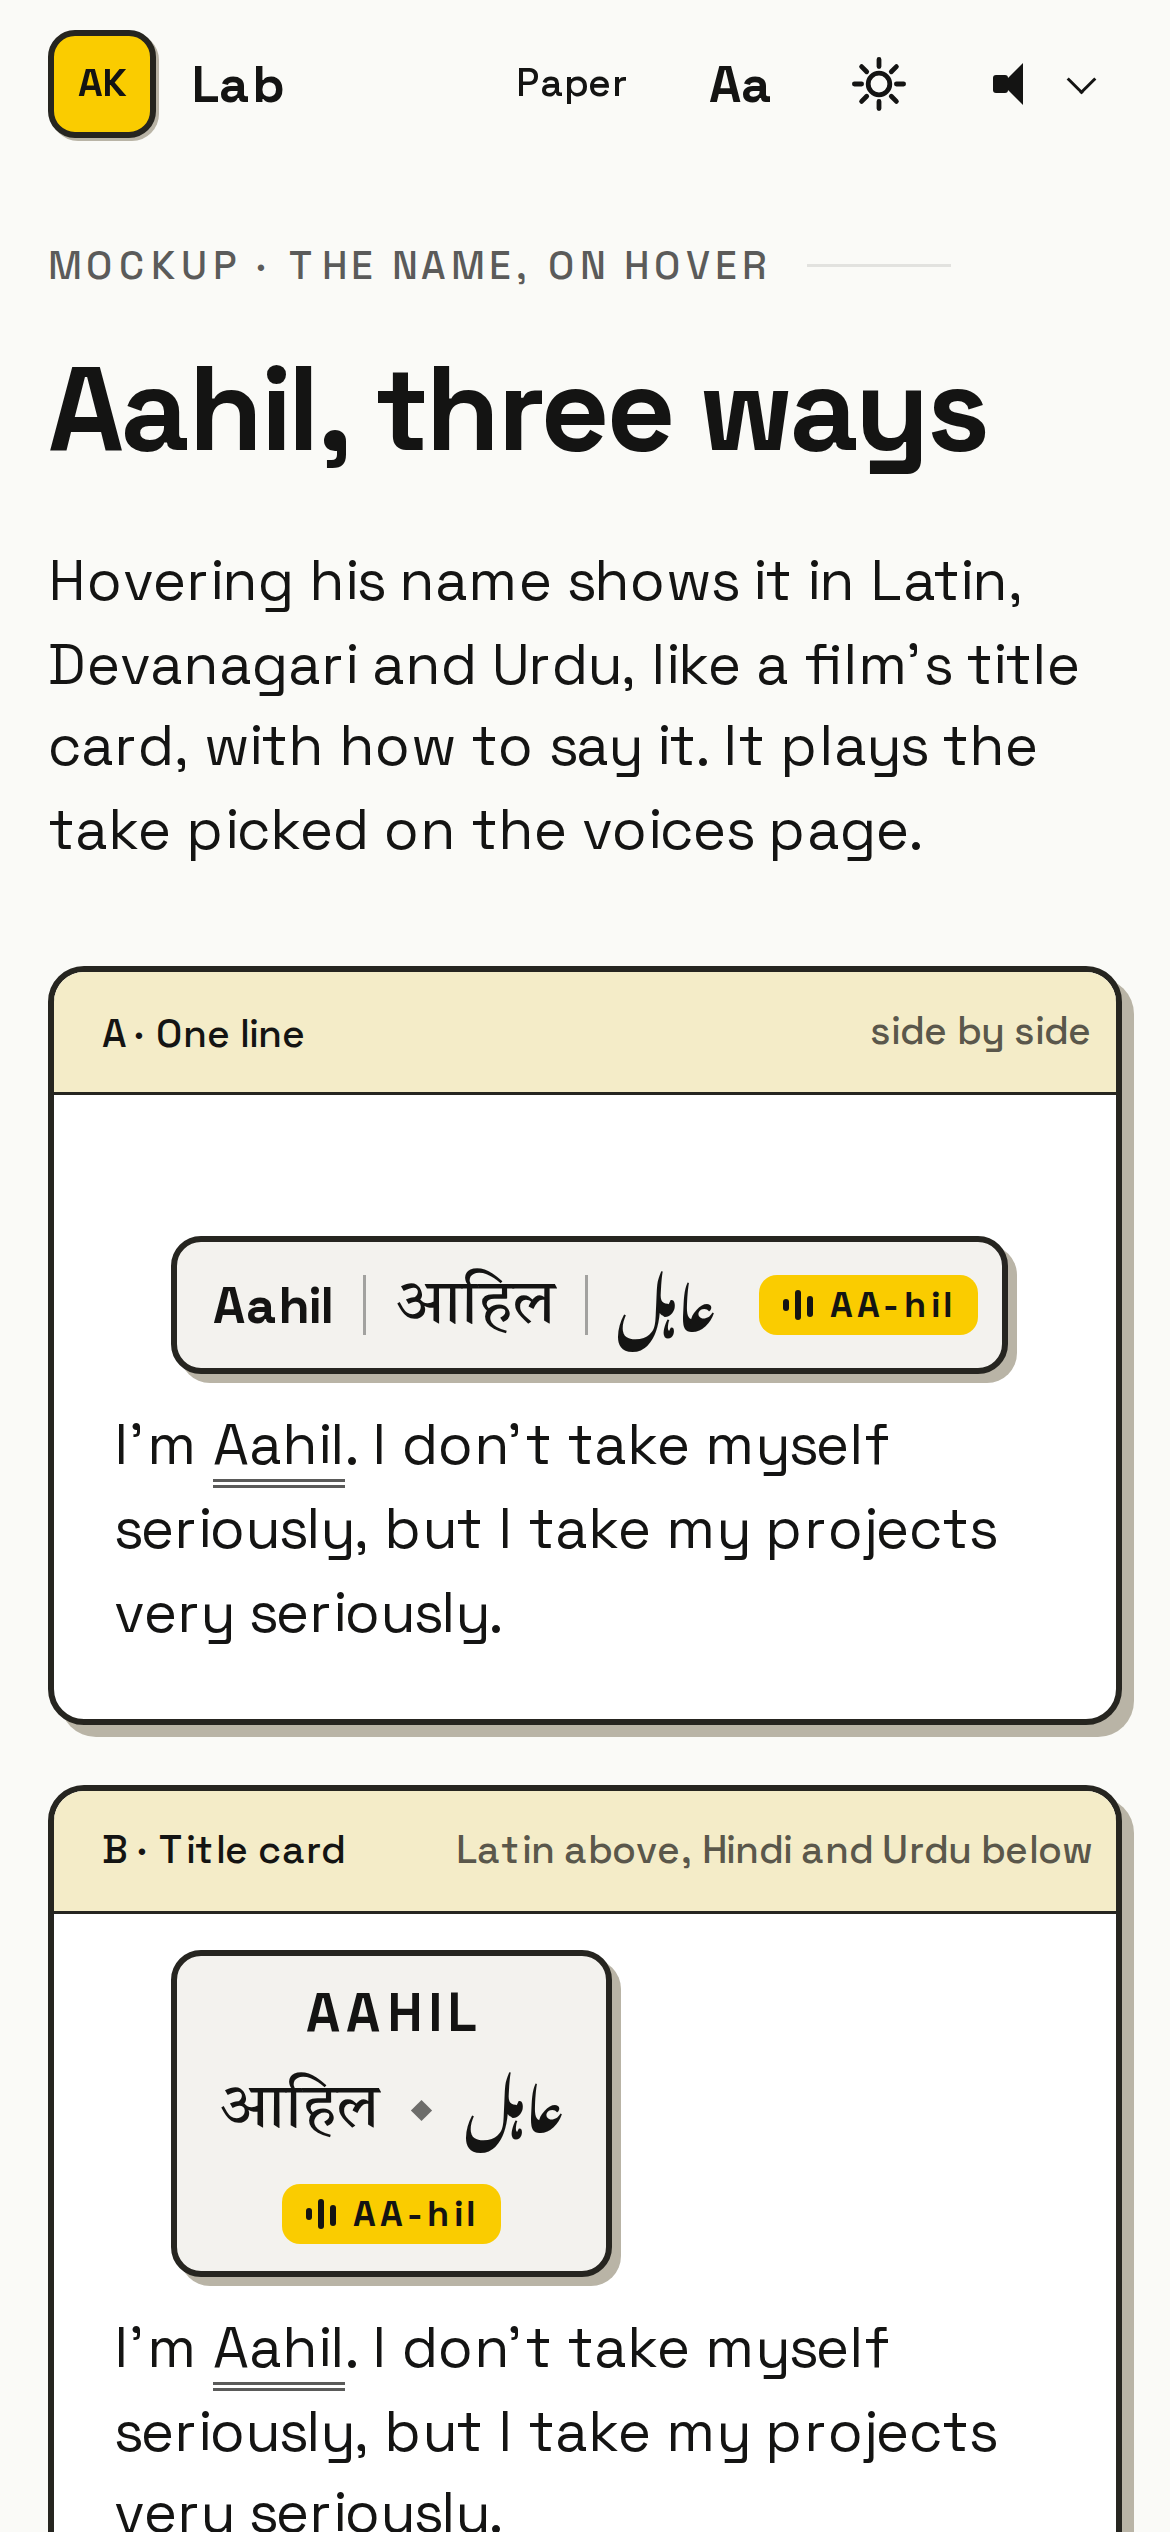 AK Lab Paper Aa
MOCKUP · THE NAME, ON HOVER
Aahil, three ways
Hovering his name shows it in Latin,
Devanagari and Urdu, like a film’s title
card, with how to say it. It plays the
take picked on the voices page.
A · One line side by side
Aahil | आहिल | عاہل AA-hil
I’m Aahil. I don’t take myself
seriously, but I take my projects
very seriously.
B · Title card Latin above, Hindi and Urdu below
AAHIL
आहिल ◆ عاہل
AA-hil
I’m Aahil. I don’t take myself
seriously, but I take my projects
very seriously.